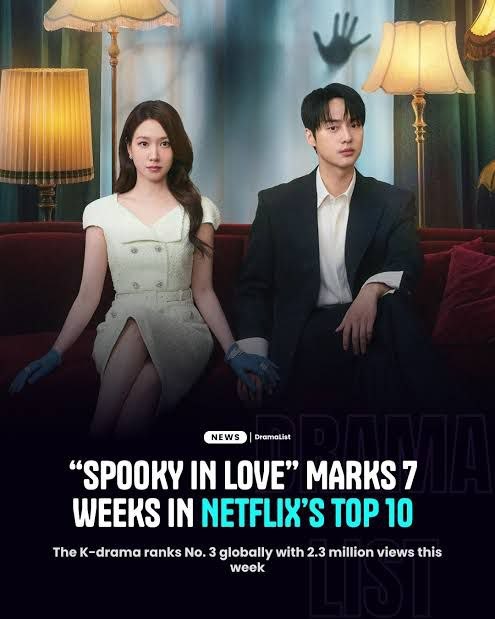 NEWS | DramaList
DRAMA
“SPOOKY IN LOVE” MARKS 7
WEEKS IN NETFLIX’S TOP 10
The K-drama ranks No. 3 globally with 2.3 million views this
week
LIST